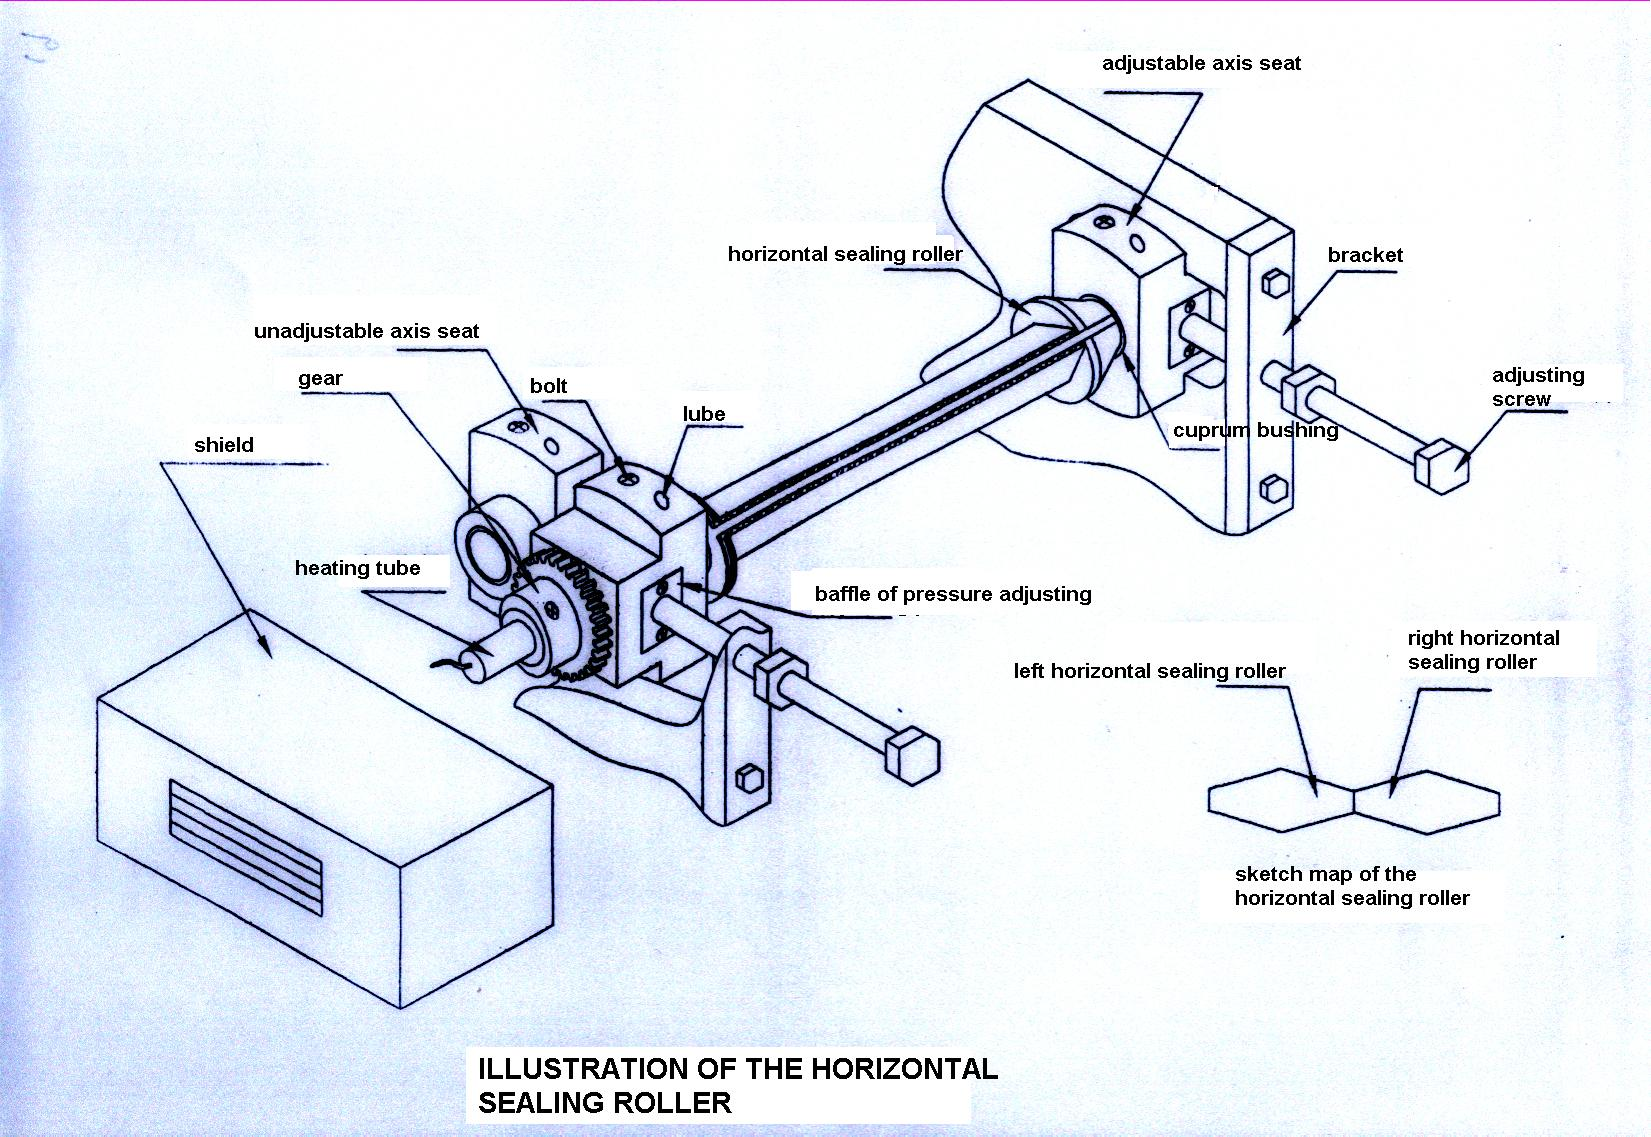 adjustable axis seat
horizontal sealing roller
bracket
unadjustable axis seat
gear
bolt
adjusting
screw
lube
cuprum bushing
shield
heating tube
baffle of pressure adjusting
right horizontal
sealing roller
left horizontal sealing roller
sketch map of the
horizontal sealing roller
ILLUSTRATION OF THE HORIZONTAL
SEALING ROLLER